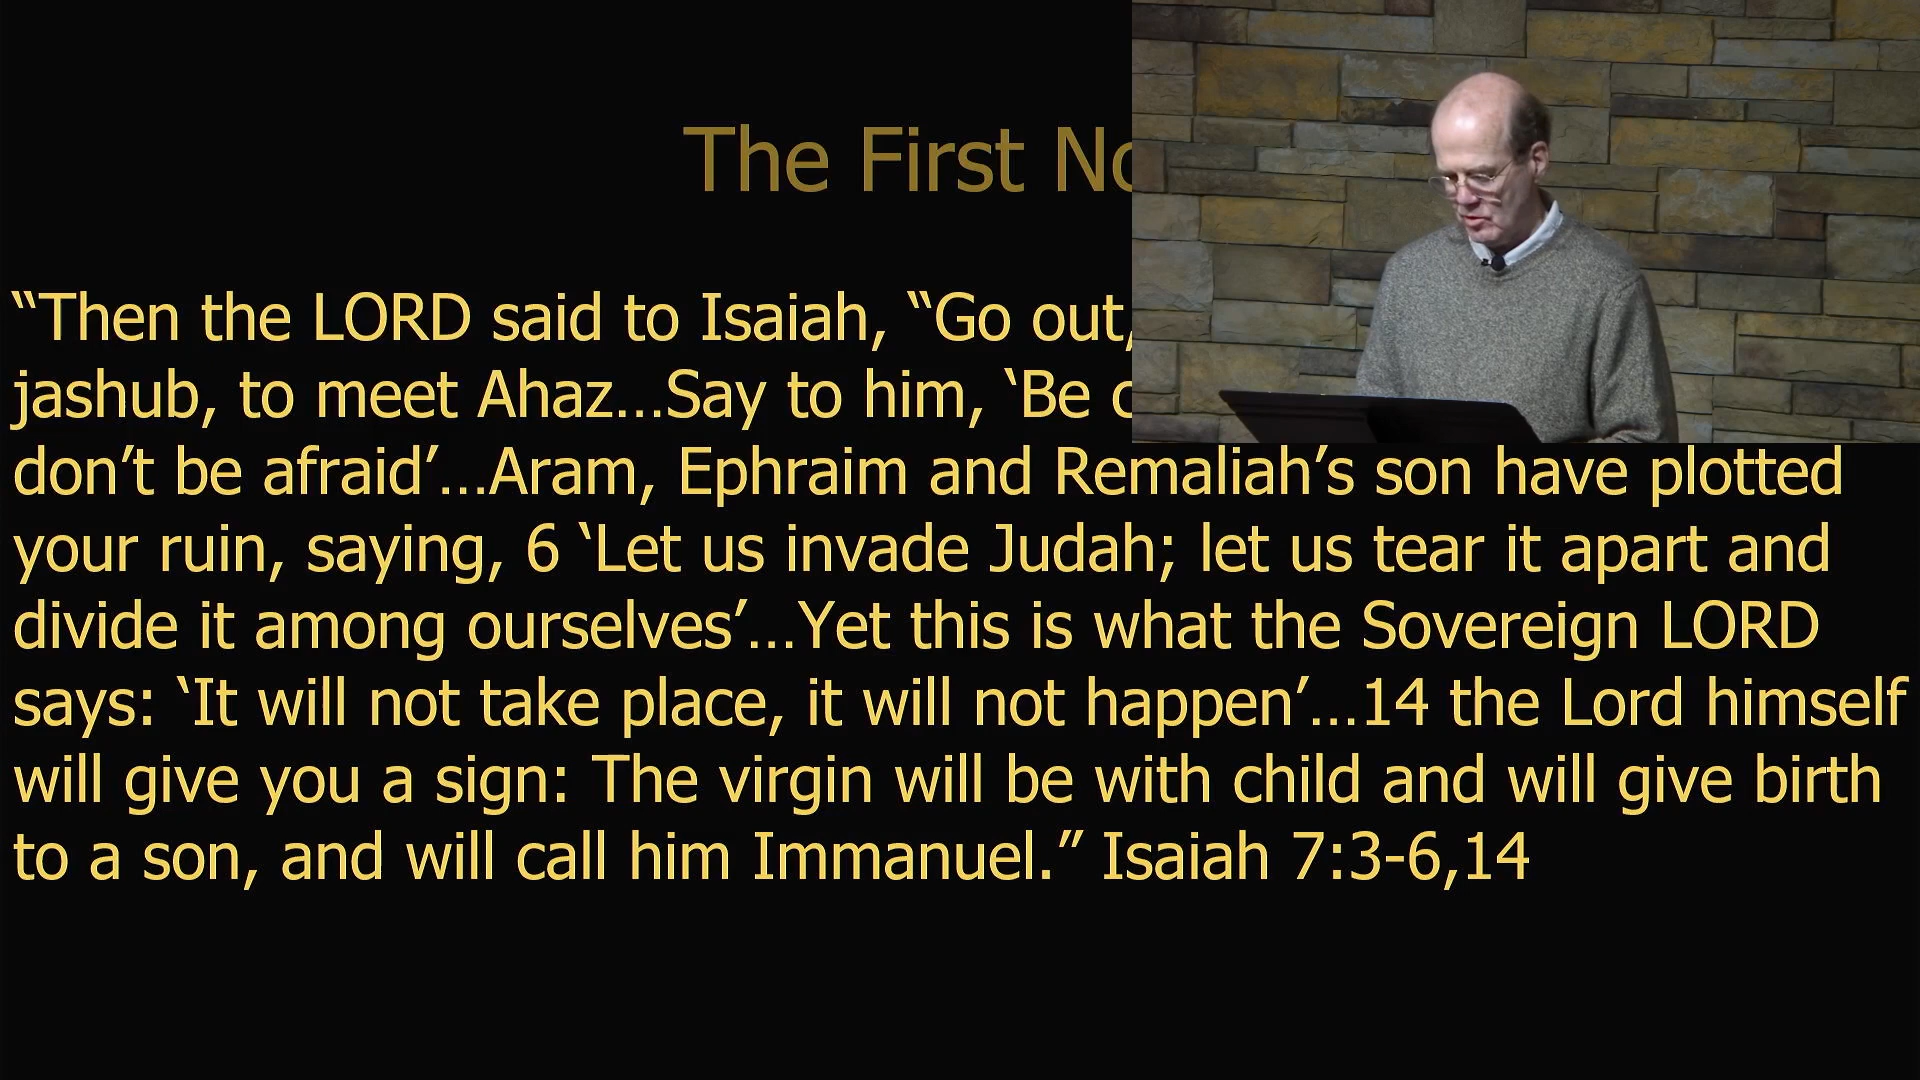 The First
“Then the LORD said to Isaiah, “Go out,
jashub, to meet Ahaz...Say to him, ‘Be
don’t be afraid’...Aram, Ephraim and Remaliah’s son have plotted
your ruin, saying, 6 ‘Let us invade Judah; let us tear it apart and
divide it among ourselves’...Yet this is what the Sovereign LORD
says: ‘It will not take place, it will not happen’...14 the Lord himself
will give you a sign: The virgin will be with child and will give birth
to a son, and will call him Immanuel.” Isaiah 7:3-6,14